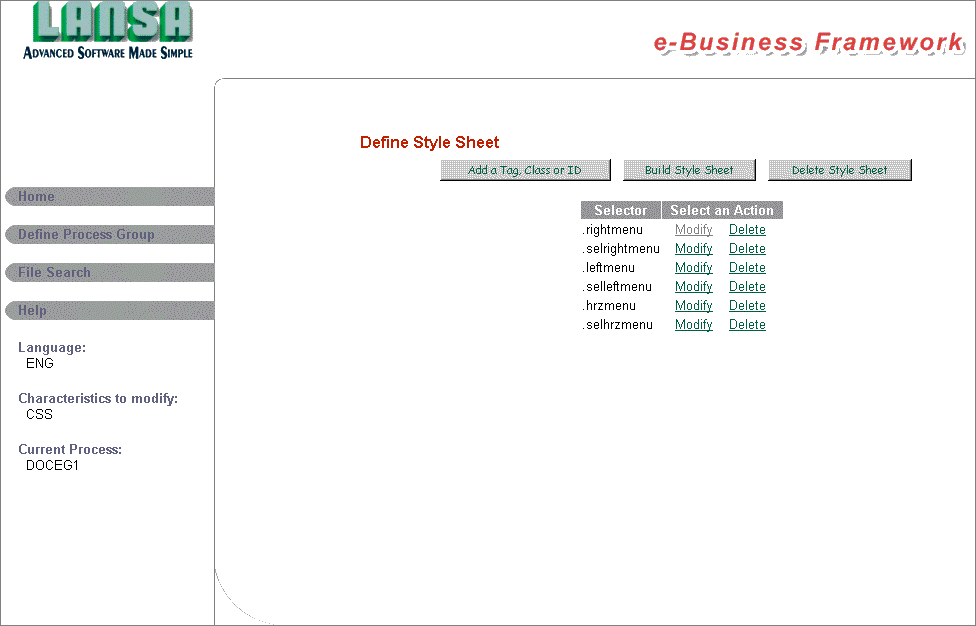 LANSA
ADVANCED SOFTWARE MADE SIMPLE
e-Business Framework
Define Style Sheet
Add a Tag, Class or ID Build Style Sheet Delete Style Sheet
Home
Define Process Group
File Search
Help
Language:
ENG
Characteristics to modify:
CSS
Current Process:
DOCEG1
Selector Select an Action
.rightmenu Modify Delete
.selrightmenu Modify Delete
.leftmenu Modify Delete
.selleftmenu Modify Delete
.hrzmenu Modify Delete
.selhrzmenu Modify Delete